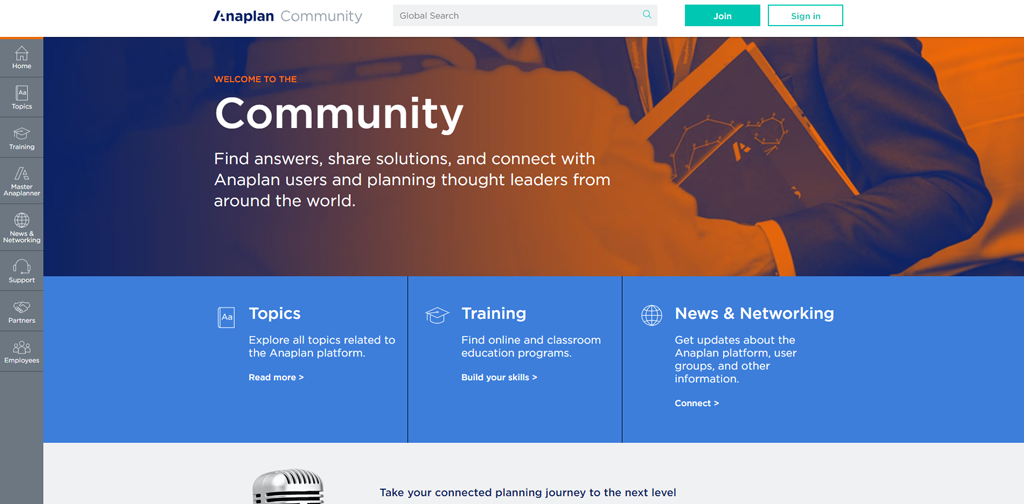 Anaplan Community
Global Search
Join
Sign in
Home
Topics
Training
Master
Anaplanner
News &
Networking
Support
Partners
Employees
WELCOME TO THE
Community
Find answers, share solutions, and connect with
Anaplan users and planning thought leaders from
around the world.
Aa
Topics
Explore all topics related to
the Anaplan platform.
Read more >
Training
Find online and classroom
education programs.
Build your skills >
News & Networking
Get updates about the
Anaplan platform, user
groups, and other
information.
Connect >
Take your connected planning journey to the next level